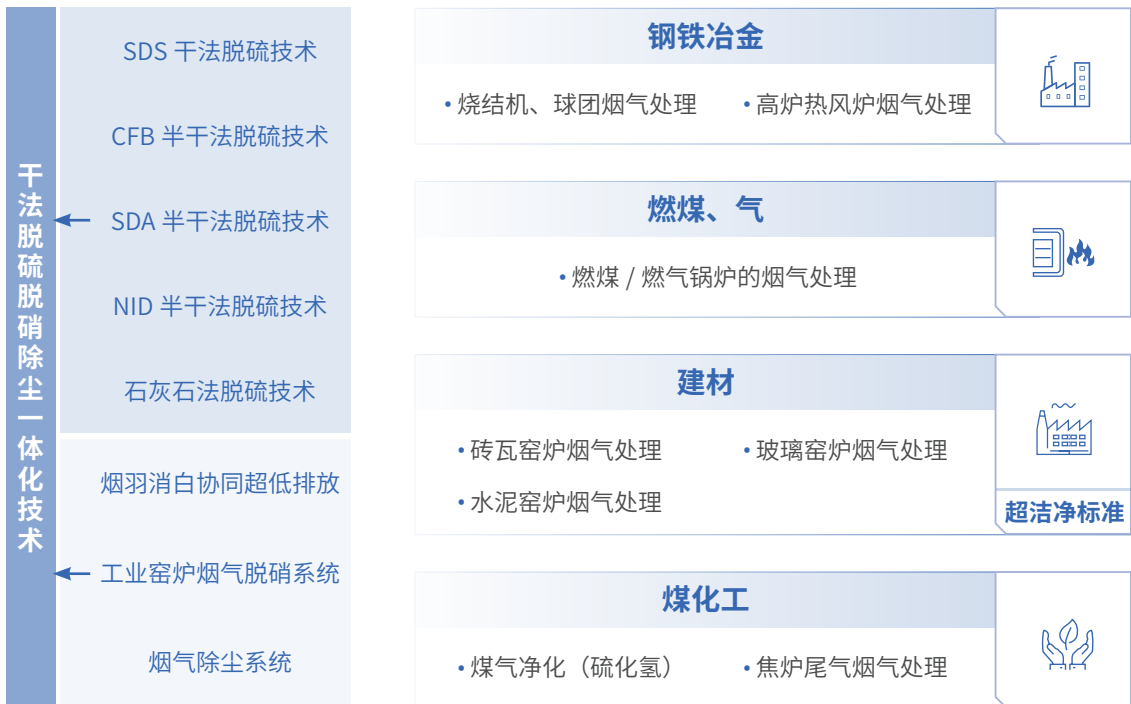 干法脱硫脱硝除尘一体化技术
SDS 干法脱硫技术
CFB 半干法脱硫技术
SDA 半干法脱硫技术
NID 半干法脱硫技术
石灰石法脱硫技术
烟羽消白协同超低排放
工业窑炉烟气脱硝系统
烟气除尘系统
钢铁冶金
• 烧结机、球团烟气处理 • 高炉热风炉烟气处理
燃煤、气
• 燃煤 / 燃气锅炉的烟气处理
建材
• 砖瓦窑炉烟气处理 • 玻璃窑炉烟气处理
• 水泥窑炉烟气处理
超洁净标准
煤化工
• 煤气净化（硫化氢） • 焦炉尾气烟气处理